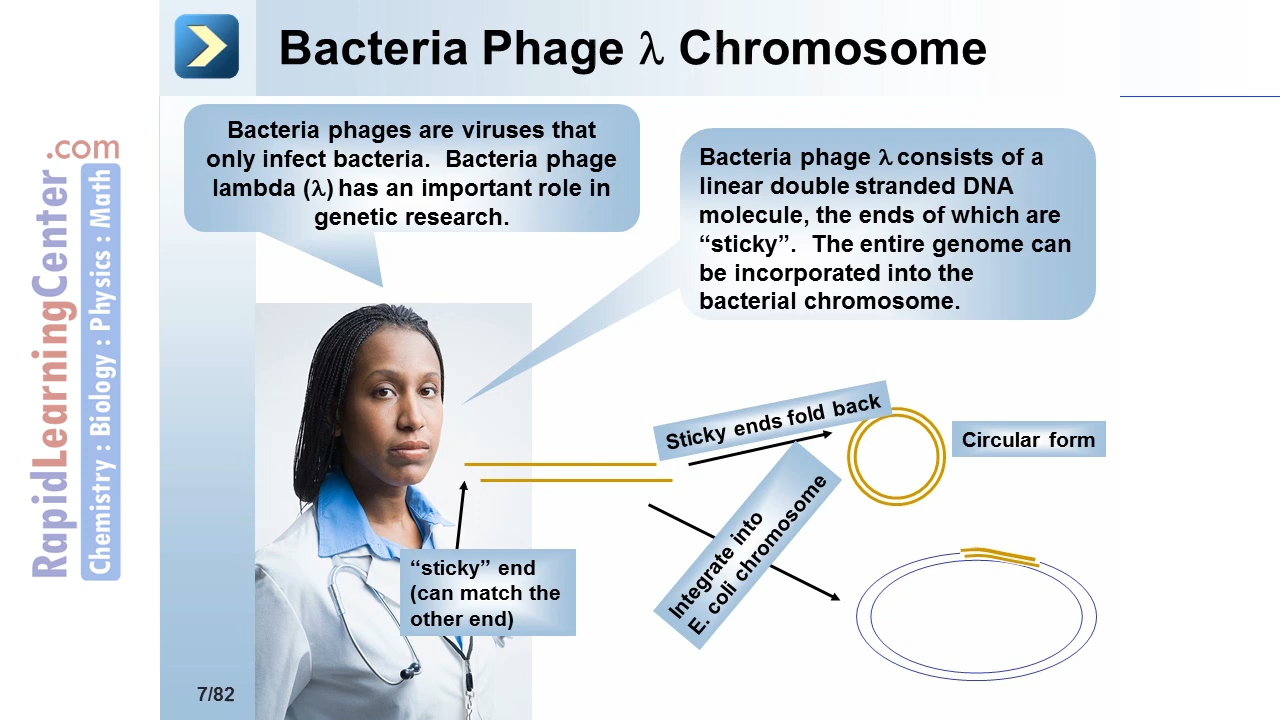 Bacteria Phage λ Chromosome
Bacteria phages are viruses that
only infect bacteria. Bacteria phage
lambda (λ) has an important role in
genetic research.
Bacteria phage λ consists of a
linear double stranded DNA
molecule, the ends of which are
“sticky”. The entire genome can
be incorporated into the
bacterial chromosome.
Sticky ends fold back
Circular form
Integrate into
E. coli chromosome
“sticky” end
(can match the
other end)
7/82
RapidLearningCenter.com
Chemistry : Biology : Physics : Math